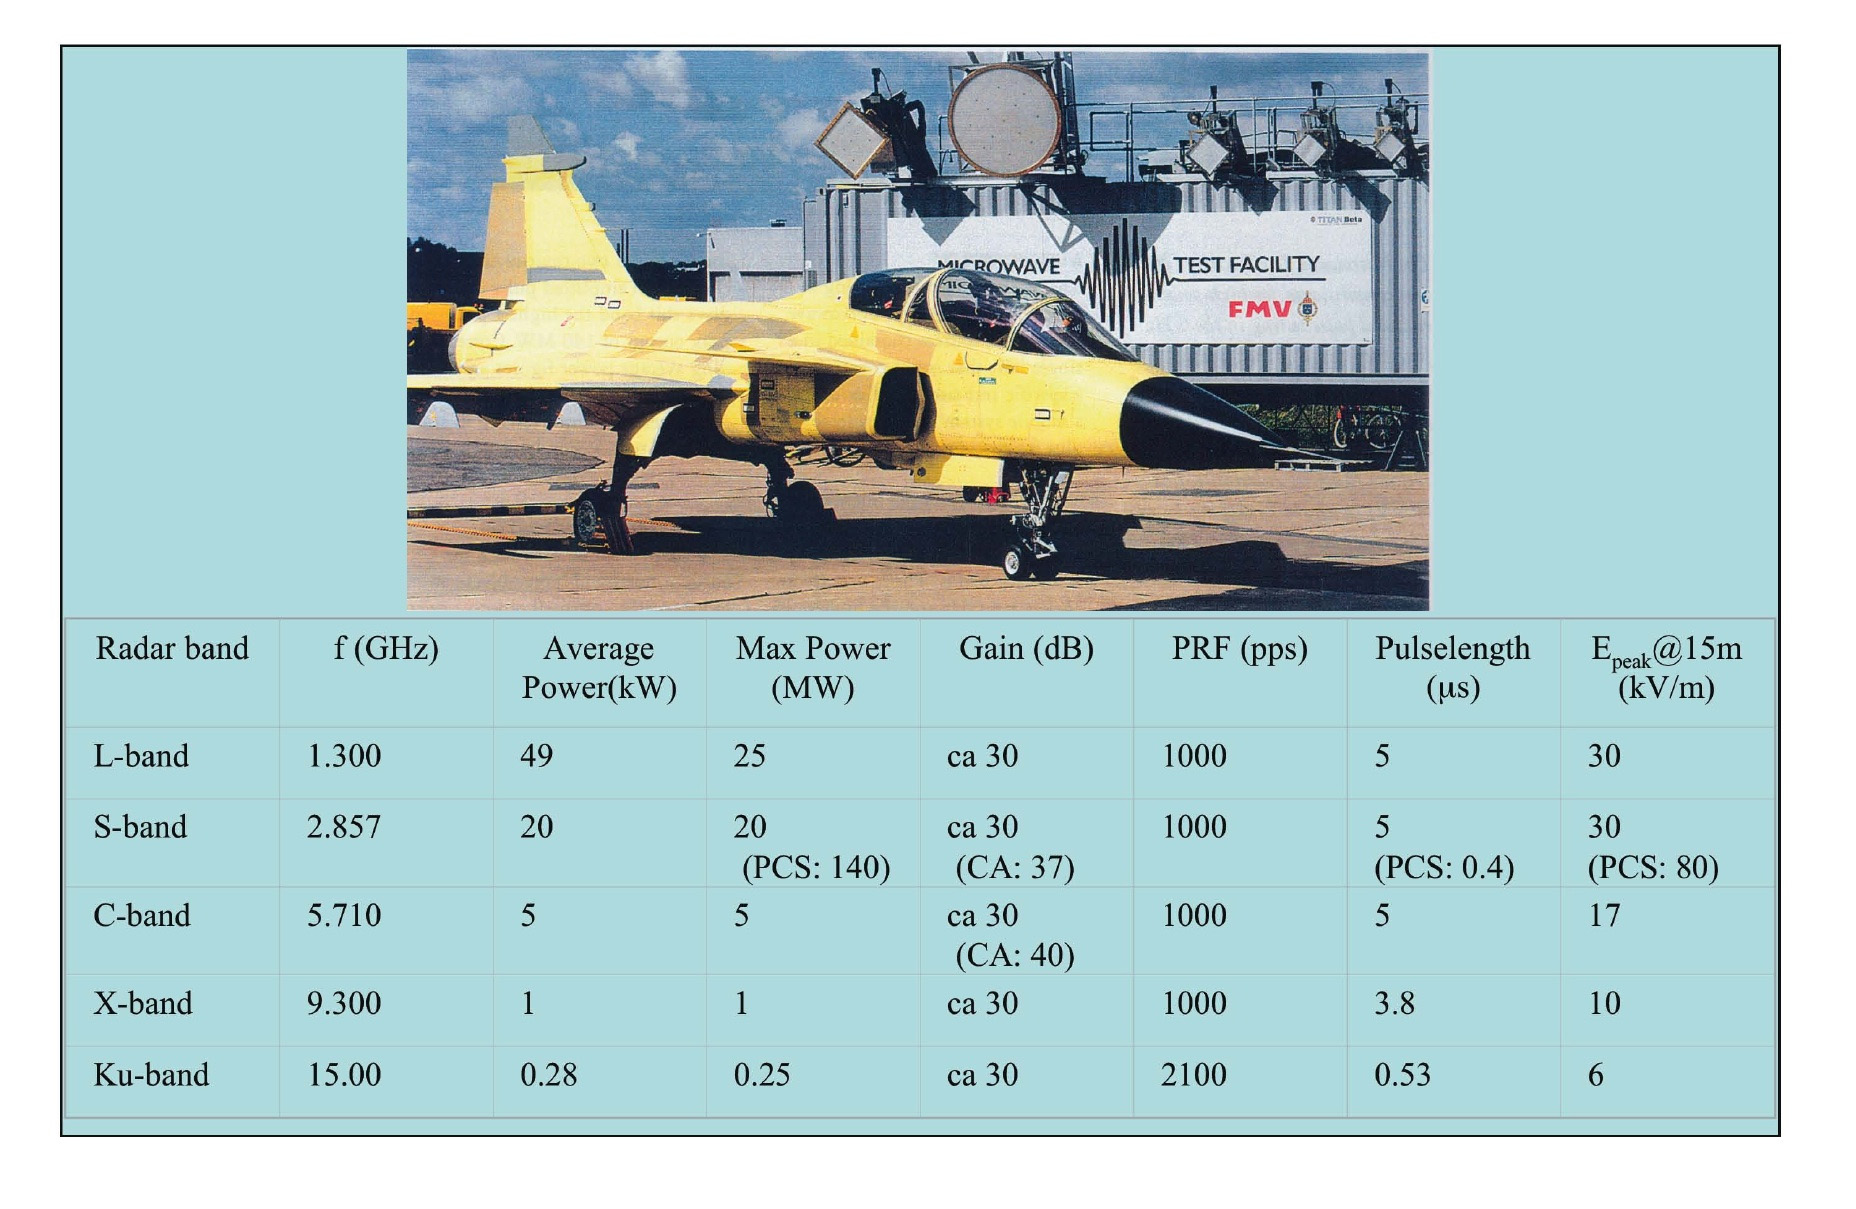 © TITAN Beta
MICROWAVE TEST FACILITY
FMV
Radar band f (GHz) Average Power(kW) Max Power (MW) Gain (dB) PRF (pps) Pulselength (μs) Epeak@15m (kV/m)
L-band 1.300 49 25 ca 30 1000 5 30
S-band 2.857 20 20 ca 30 1000 5 30
(PCS: 140) (CA: 37) (PCS: 0.4) (PCS: 80)
C-band 5.710 5 5 ca 30 1000 5 17
(CA: 40)
X-band 9.300 1 1 ca 30 1000 3.8 10
Ku-band 15.00 0.28 0.25 ca 30 2100 0.53 6